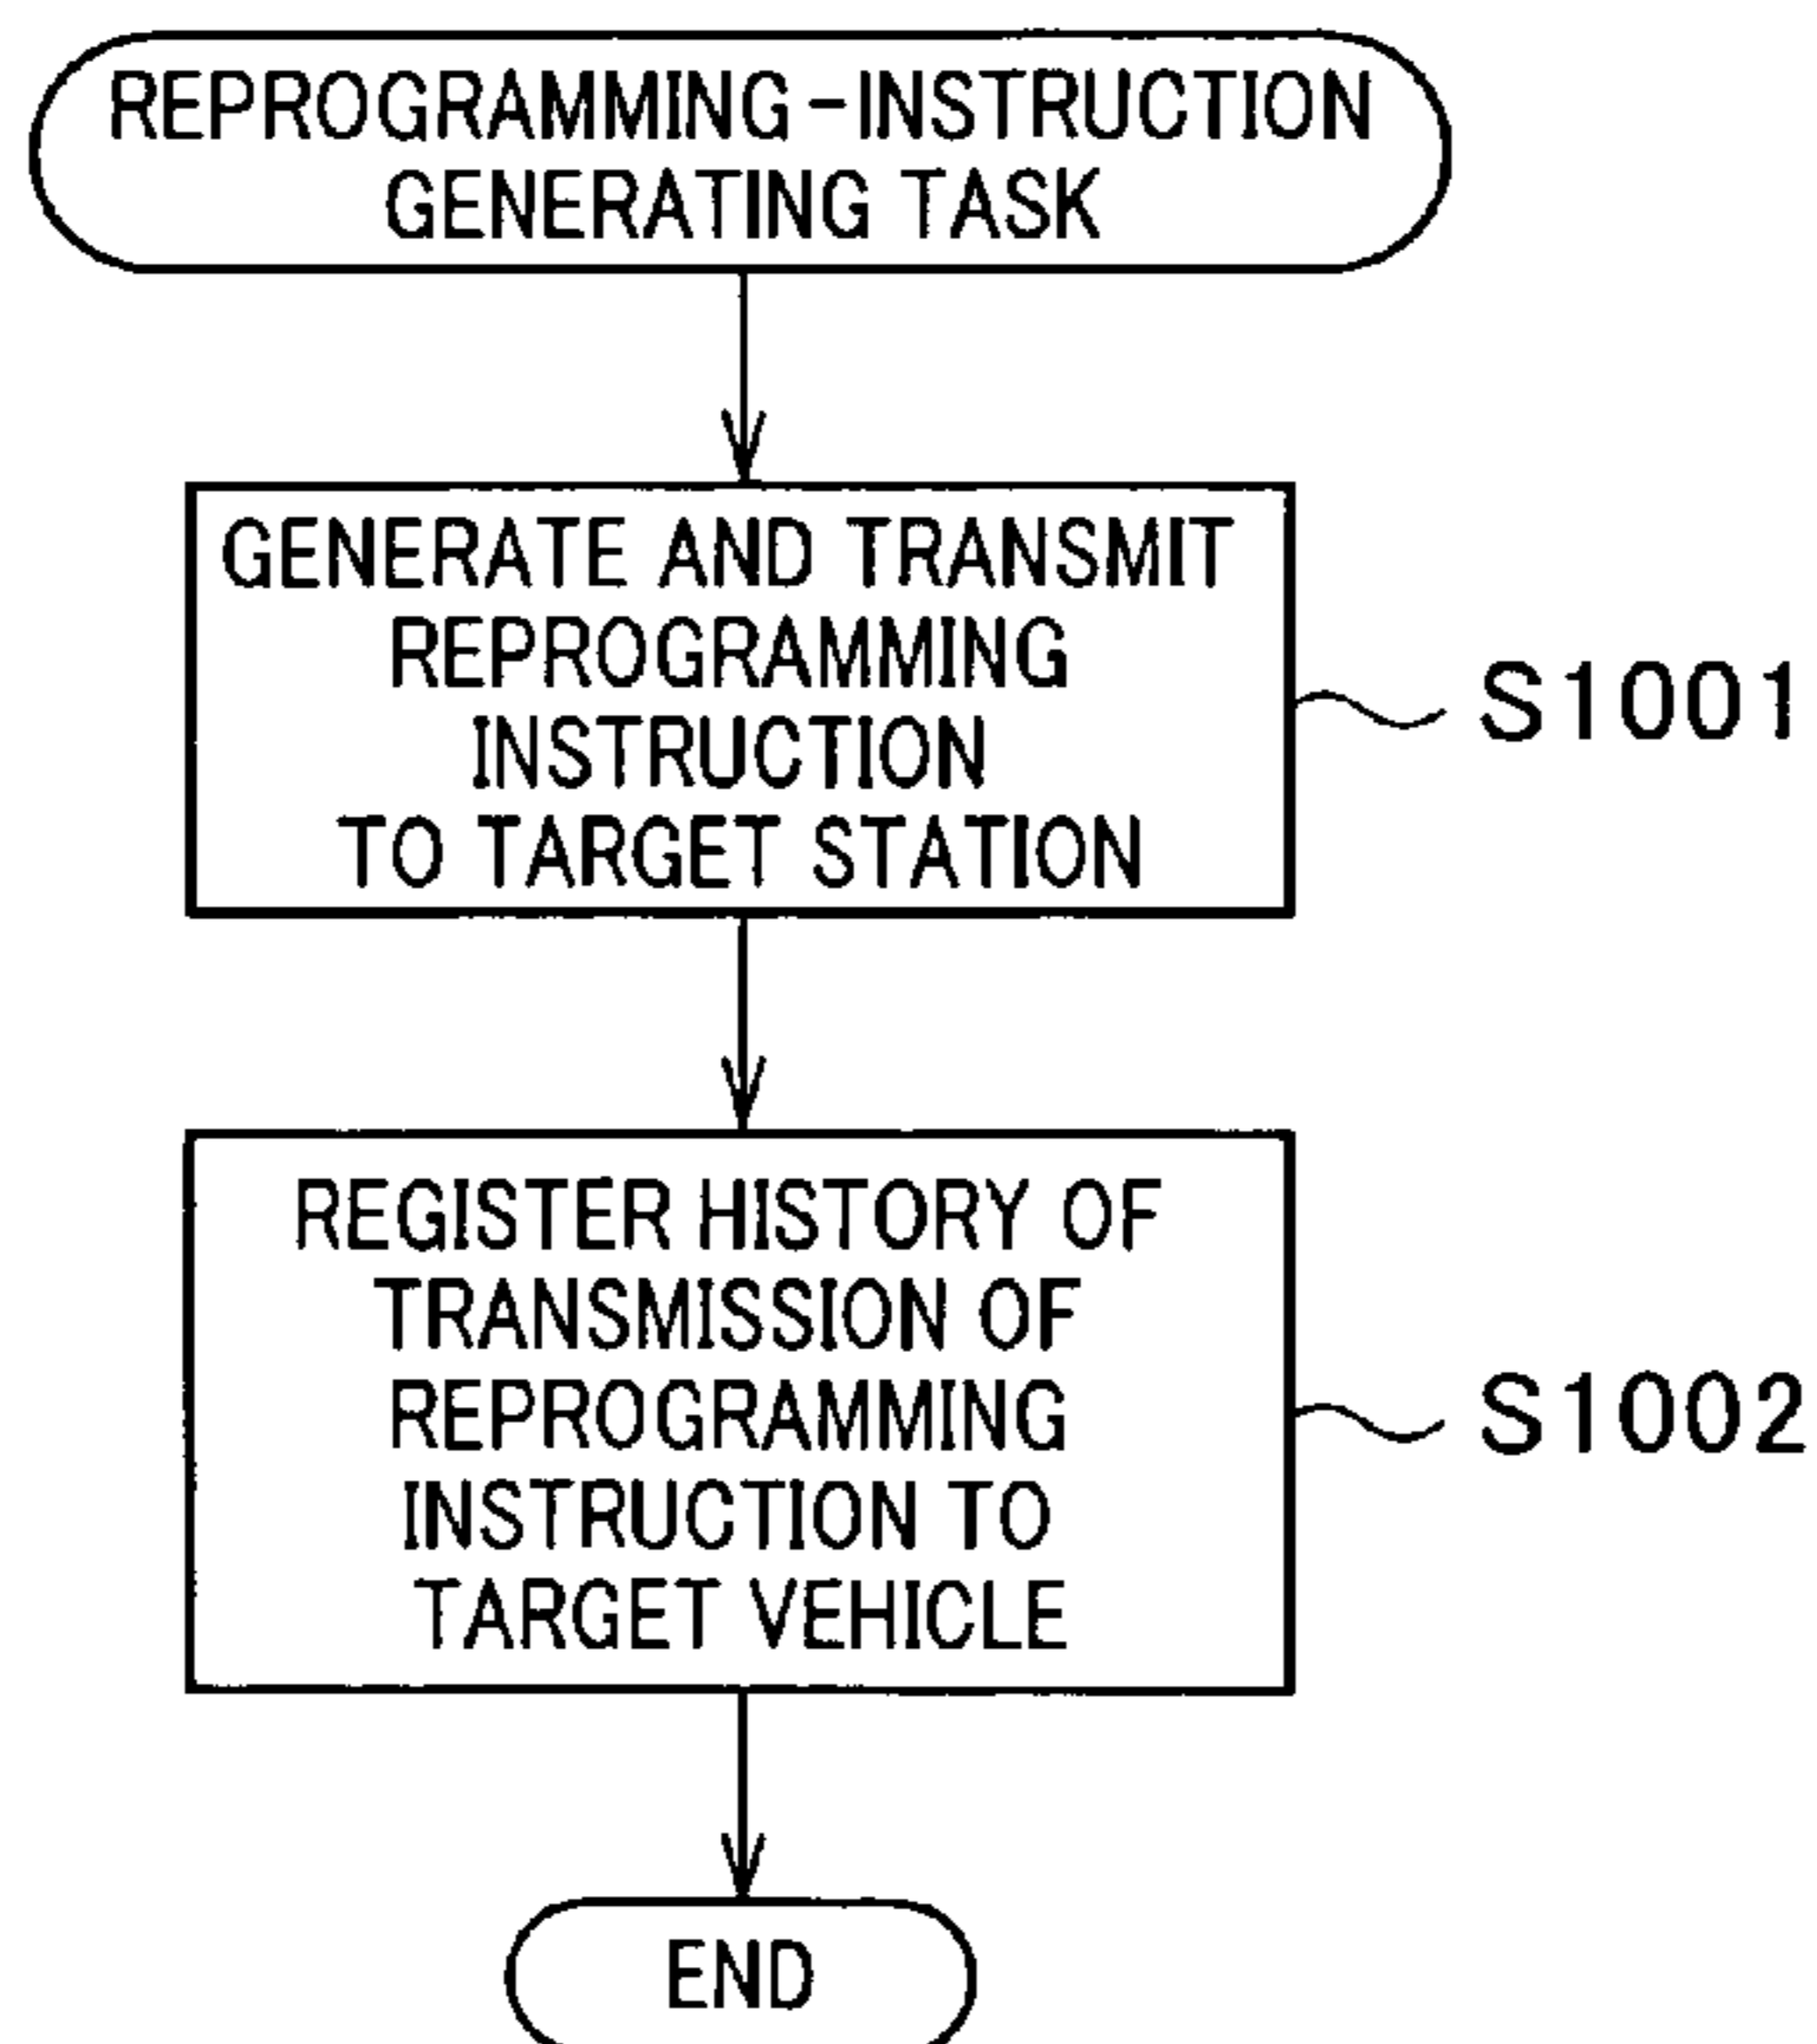 REPROGRAMMING-INSTRUCTION
GENERATING TASK
GENERATE AND TRANSMIT
REPROGRAMMING
INSTRUCTION
TO TARGET STATION
S1001
REGISTER HISTORY OF
TRANSMISSION OF
REPROGRAMMING
INSTRUCTION TO
TARGET VEHICLE
S1002
END